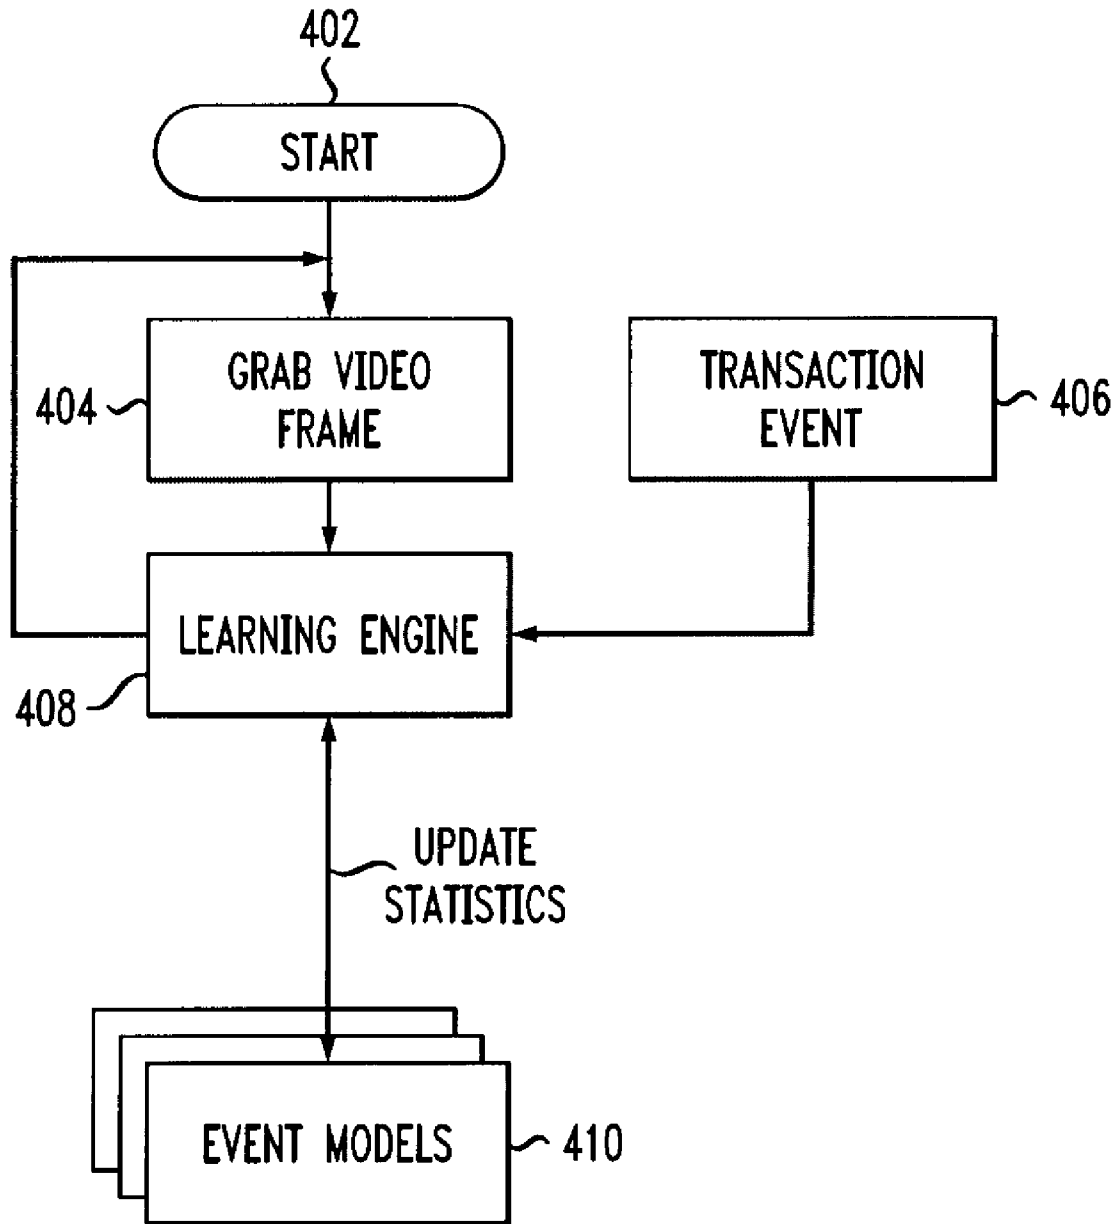 402
START
GRAB VIDEO
FRAME
404
TRANSACTION
EVENT
406
LEARNING ENGINE
408
UPDATE
STATISTICS
EVENT MODELS
410